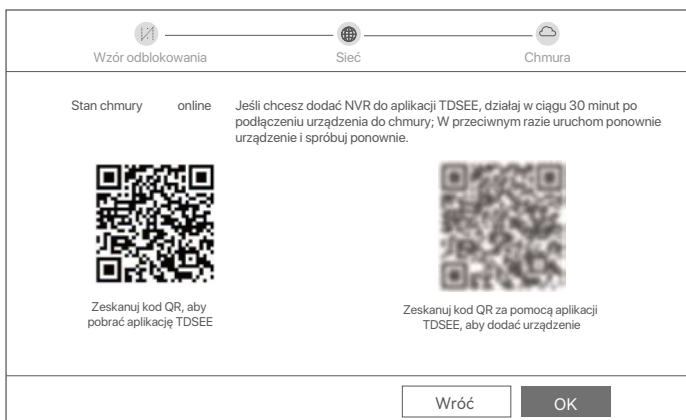 Wzór odblokowania
Sieć
Chmura
Stan chmury
online
Jeśli chcesz dodać NVR do aplikacji TDSEE, działaj w ciągu 30 minut po
podłączeniu urządzenia do chmury; W przeciwnym razie uruchom ponownie
urządzenie i spróbuj ponownie.
Zeskanuj kod QR, aby
pobrać aplikację TDSEE
Zeskanuj kod QR za pomocą aplikacji
TDSEE, aby dodać urządzenie
Wróć
OK